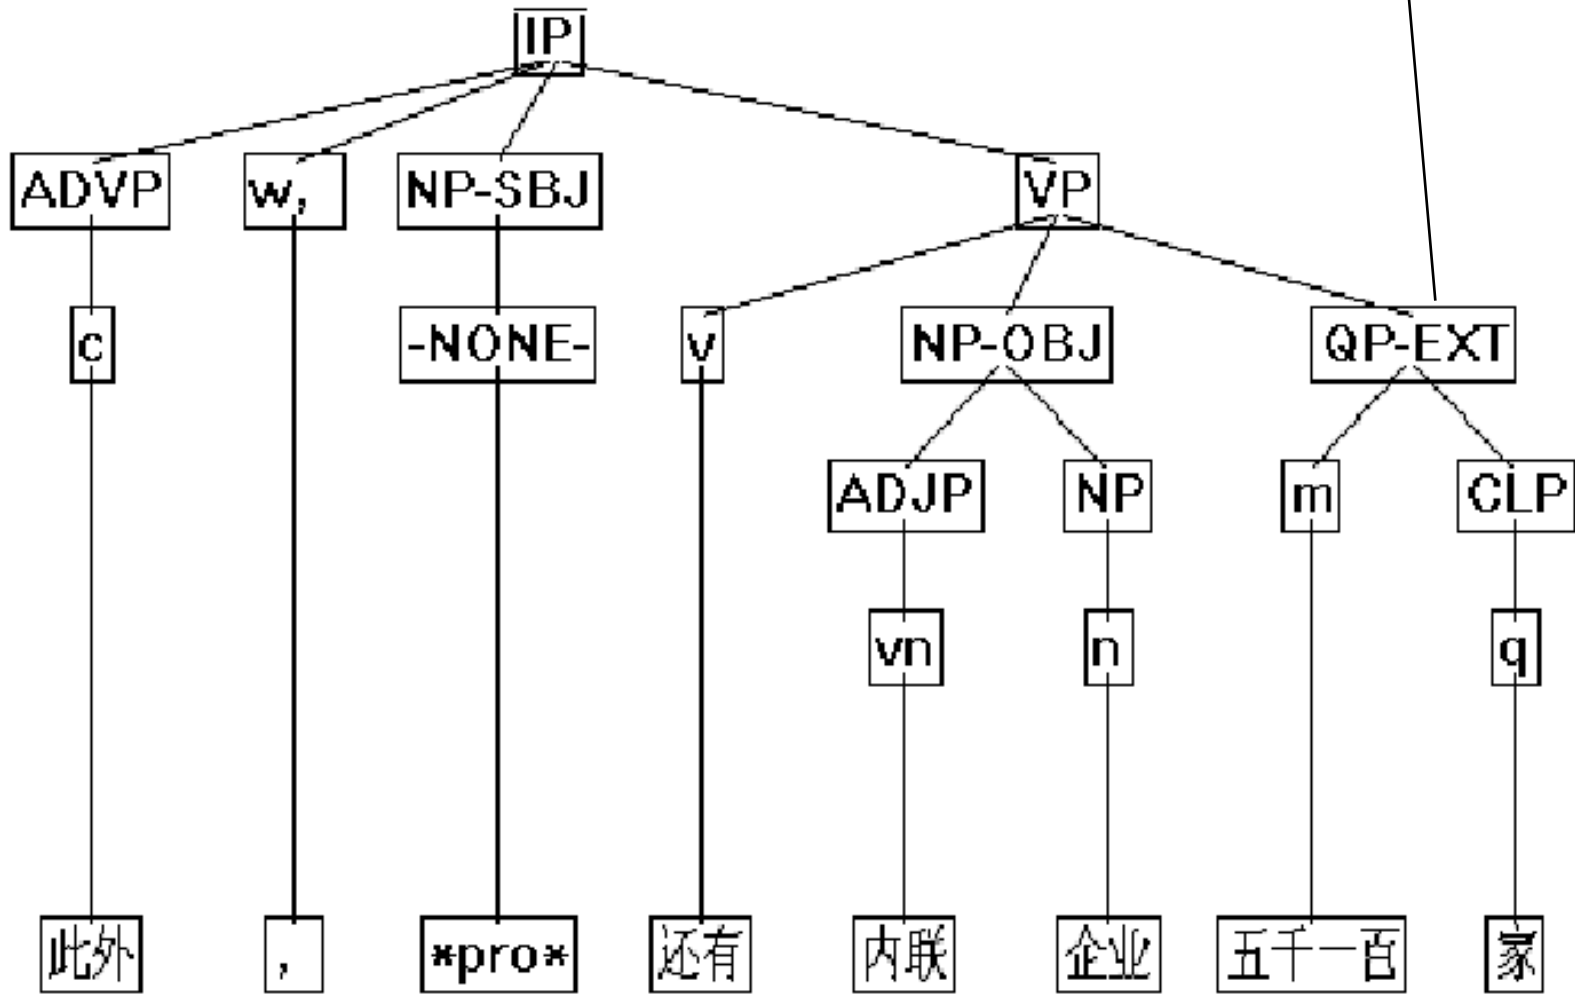 IP
ADVP w, NP-SBJ VP
c -NONE- v NP-OBJ QP-EXT
ADJP NP m CLP
vn n q
此外 , *pro* 还有 内联 企业 五千一百 家